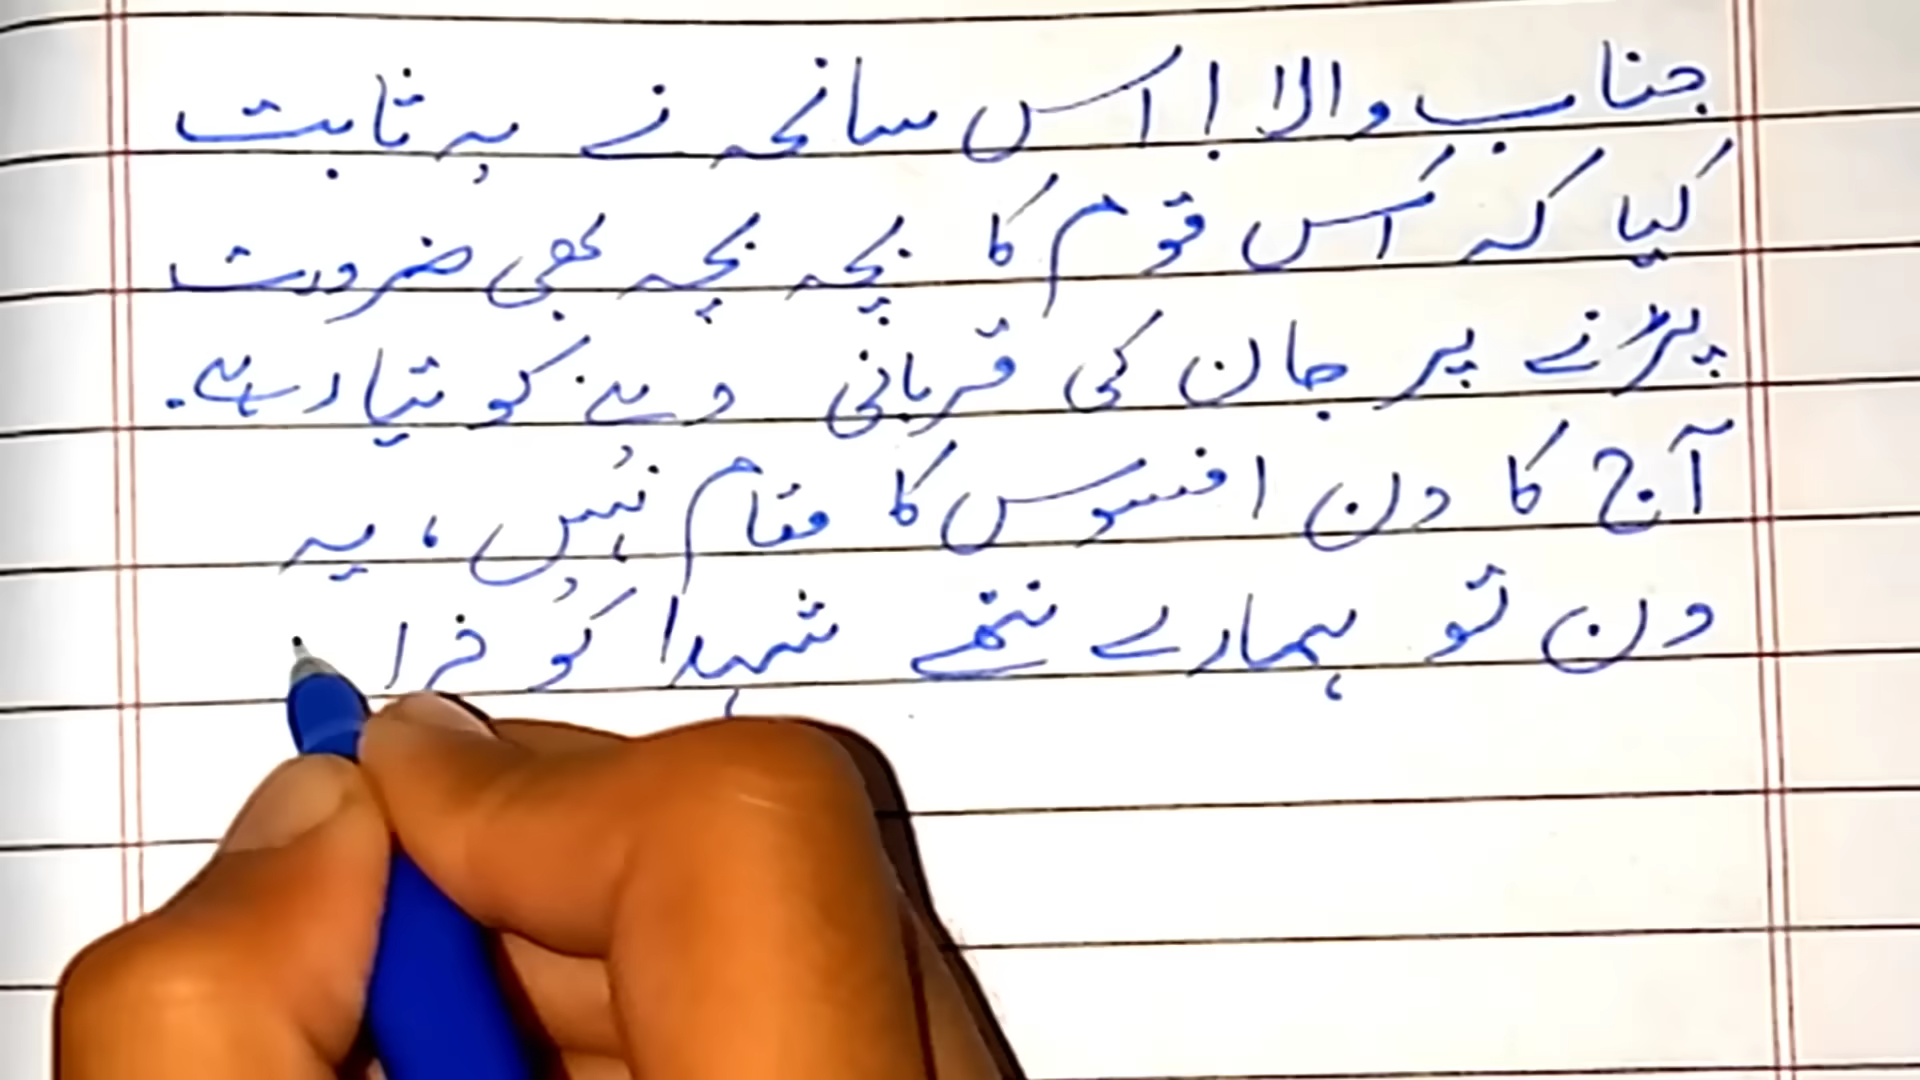 جناب والا! اس سانحہ نے یہ ثابت
کیا کہ اس قوم کا بچہ بچہ بھی ضرورت
پڑنے پر جان کی قربانی دینے کو تیار ہے۔
آج کا دن افسوس کا مقام نہیں، یہ
دن تو ہمارے ننھے شہدا کو خرا